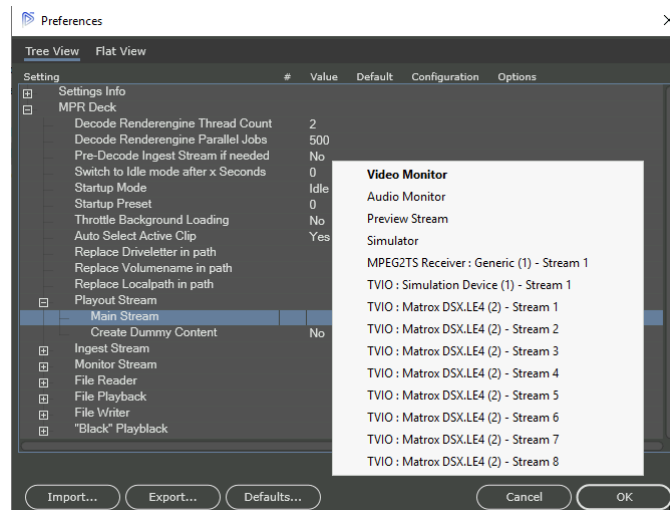 Preferences
Tree View Flat View
Setting # Value Default Configuration Options
Settings Info
MPR Deck
Decode Renderengine Thread Count 2
Decode Renderengine Parallel Jobs 500
Pre-Decode Ingest Stream if needed No
Switch to Idle mode after x Seconds 0
Startup Mode Idle
Startup Preset 0
Throttle Background Loading No
Auto Select Active Clip Yes
Replace Driveletter in path
Replace Volumename in path
Replace Localpath in path
Playout Stream
Main Stream
Create Dummy Content No
Ingest Stream
Monitor Stream
File Reader
File Playback
File Writer
"Black" Playblack
Video Monitor
Audio Monitor
Preview Stream
Simulator
MPEG2TS Receiver : Generic (1) - Stream 1
TVIO : Simulation Device (1) - Stream 1
TVIO : Matrox DSX.LE4 (2) - Stream 1
TVIO : Matrox DSX.LE4 (2) - Stream 2
TVIO : Matrox DSX.LE4 (2) - Stream 3
TVIO : Matrox DSX.LE4 (2) - Stream 4
TVIO : Matrox DSX.LE4 (2) - Stream 5
TVIO : Matrox DSX.LE4 (2) - Stream 6
TVIO : Matrox DSX.LE4 (2) - Stream 7
TVIO : Matrox DSX.LE4 (2) - Stream 8
Import... Export... Defaults... Cancel OK